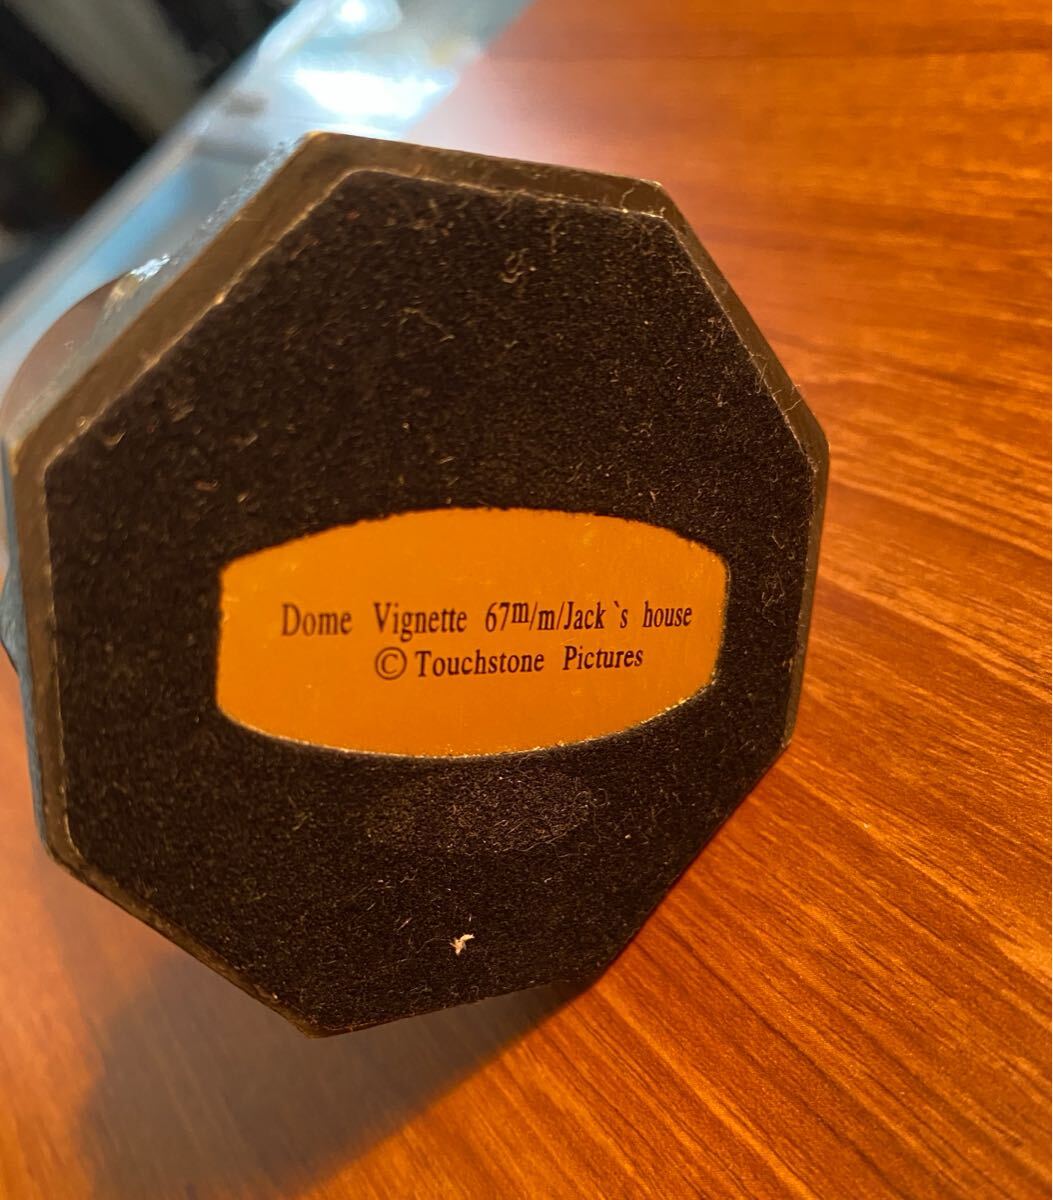 Dome Vignette 67m/m/Jack`s house
© Touchstone Pictures